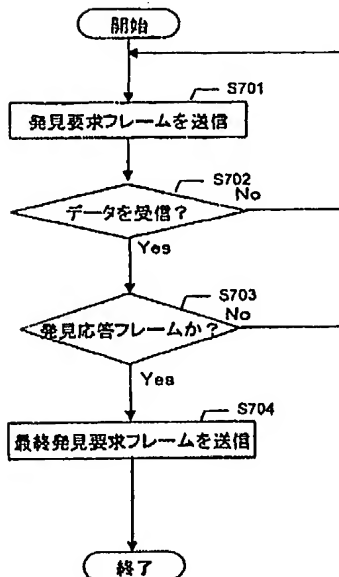 開始
S701
発見要求フレームを送信
S702
データを受信?
No
Yes
S703
発見応答フレームか?
No
Yes
S704
最終発見要求フレームを送信
終了